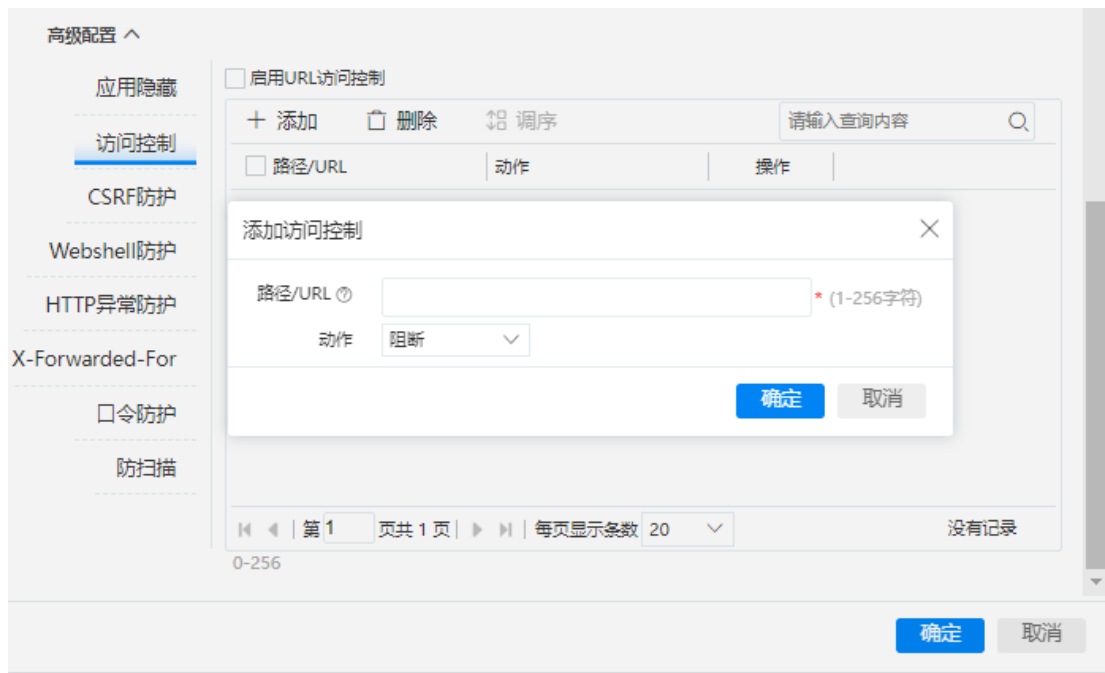 高级配置
应用隐藏
访问控制
CSRF防护
Webshell防护
HTTP异常防护
X-Forwarded-For
口令防护
防扫描
启用URL访问控制
添加 删除 调序 请输入查询内容
路径/URL 动作 操作
添加访问控制
路径/URL * (1-256字符)
动作 阻断
确定 取消
第 1 页共 1 页 每页显示条数 20 没有记录
0-256
确定 取消